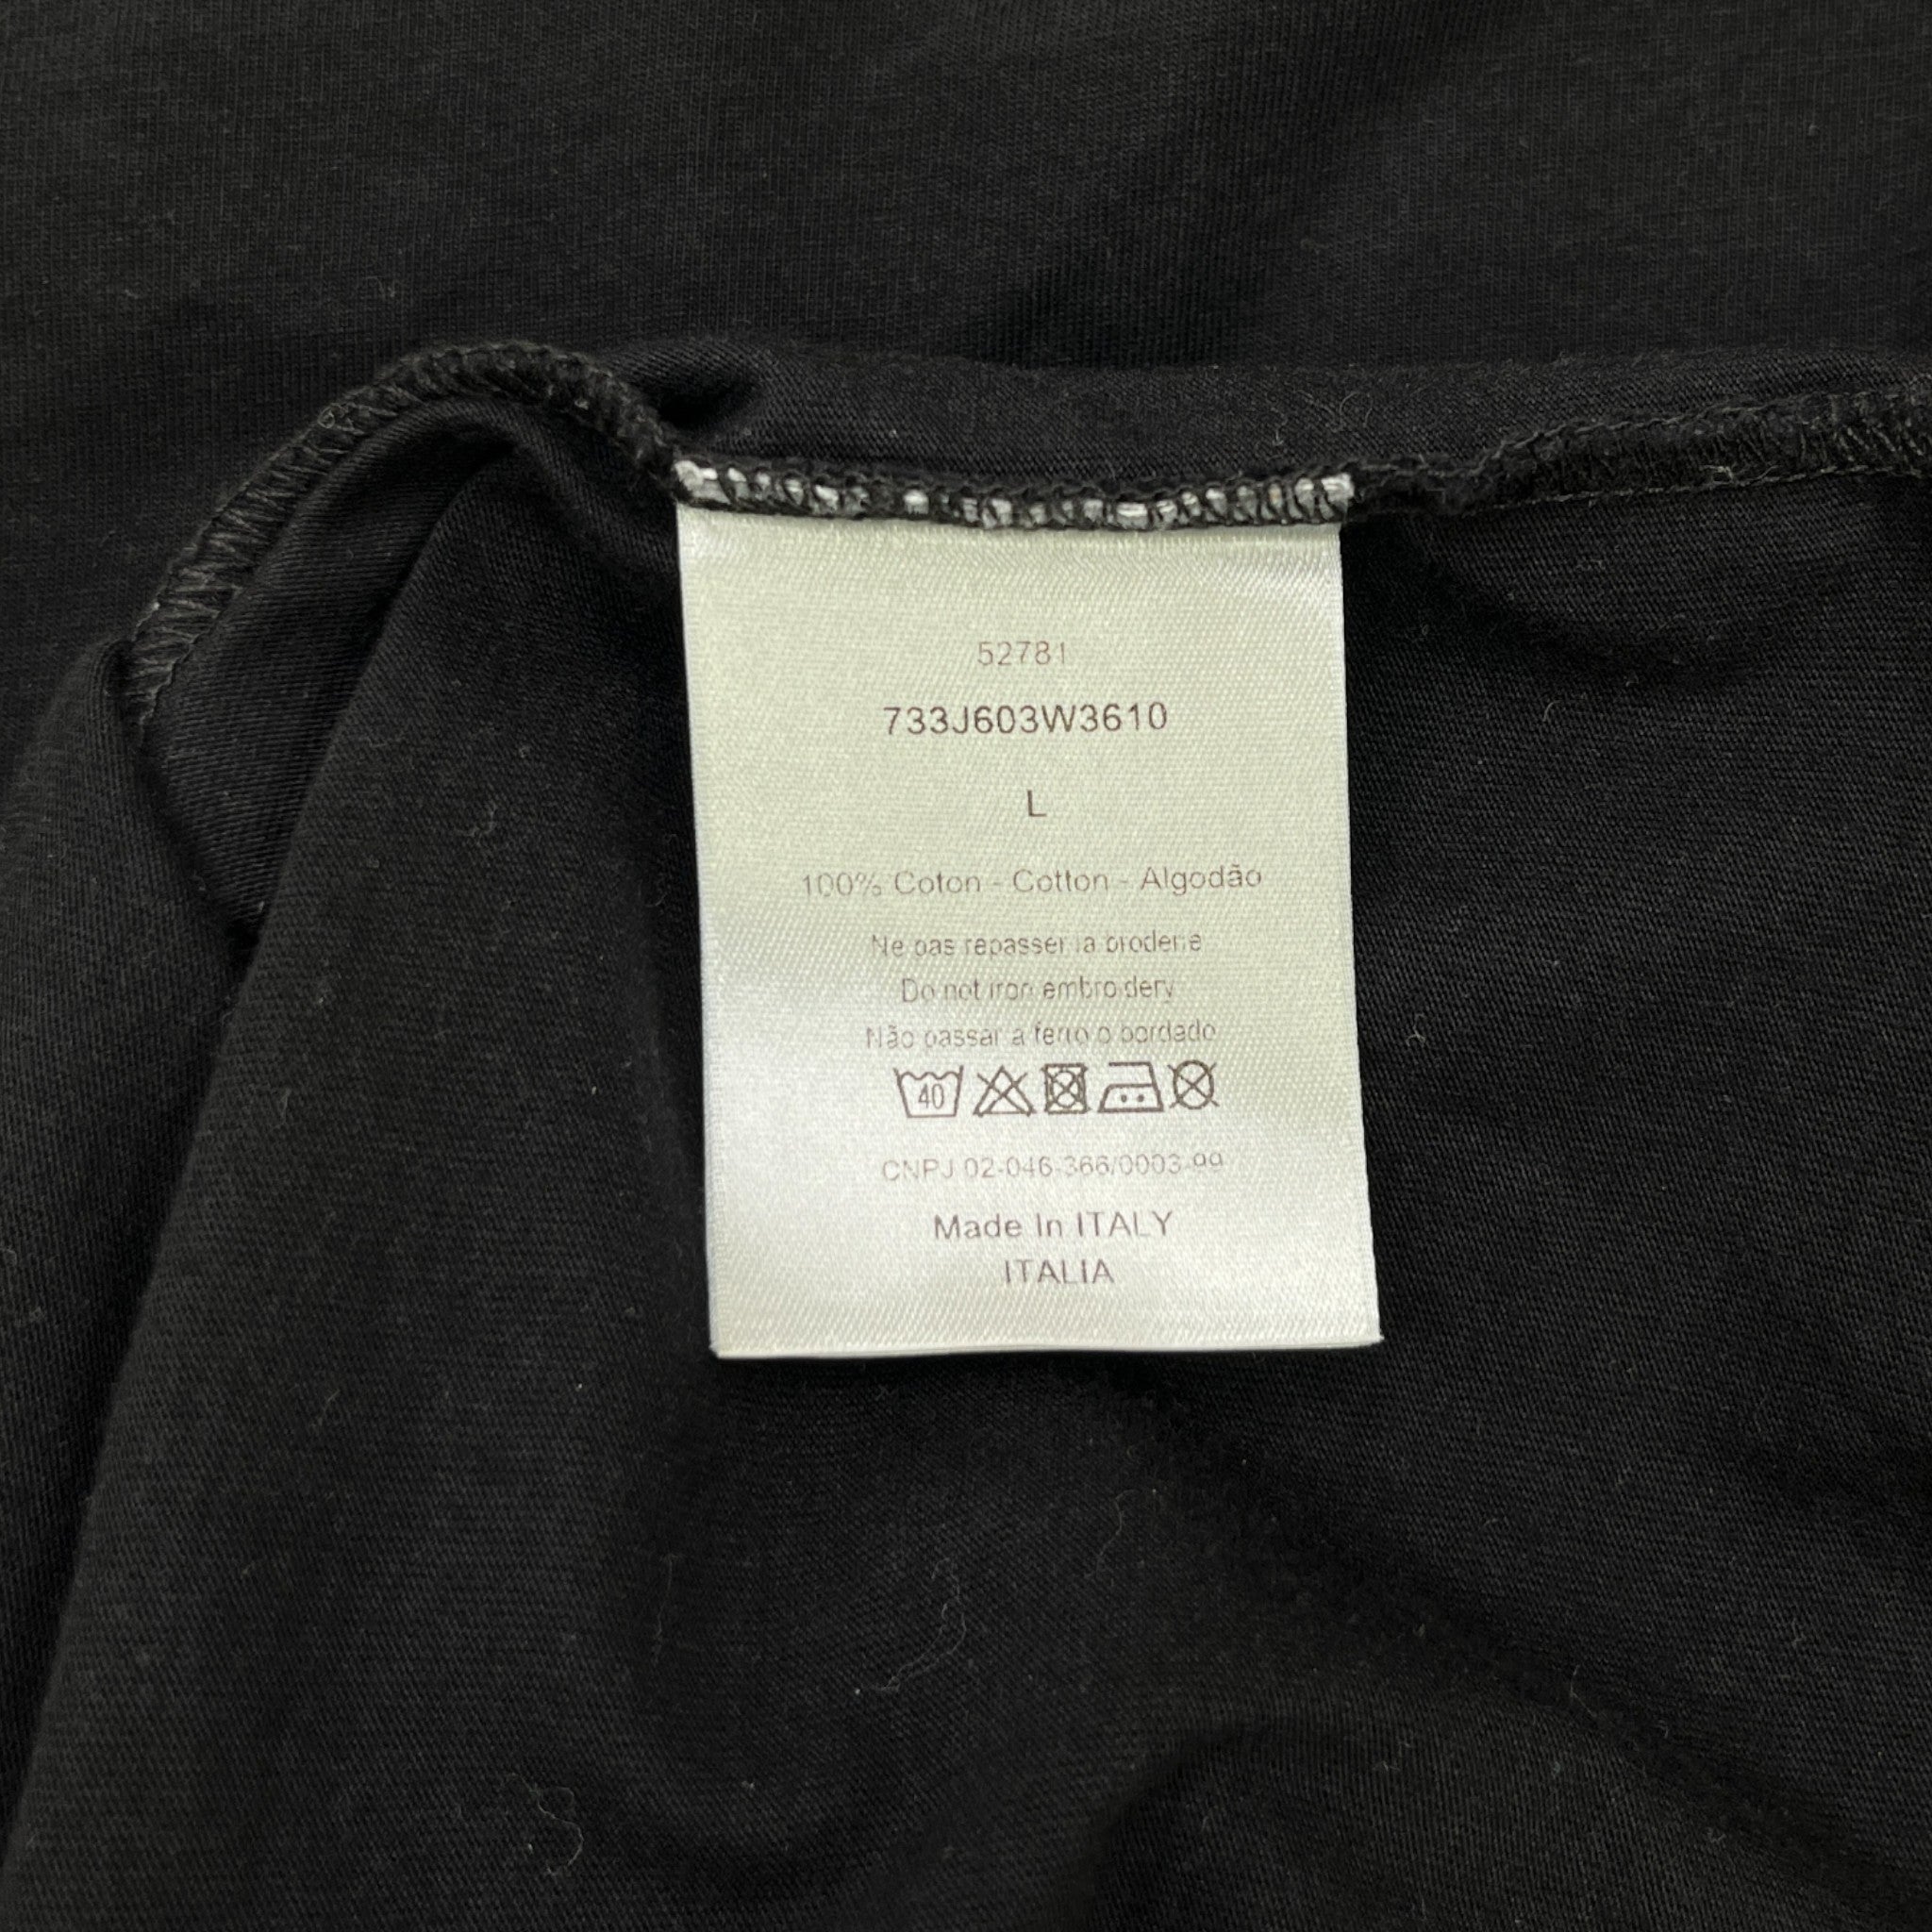 52781
733J603W3610
L
100% Coton - Cotton - Algodão
Ne pas repasser la broderie
Do not iron embroidery
Não passar a ferro o bordado
40
CNPJ 02-046-366/0003-99
Made In ITALY
ITALIA